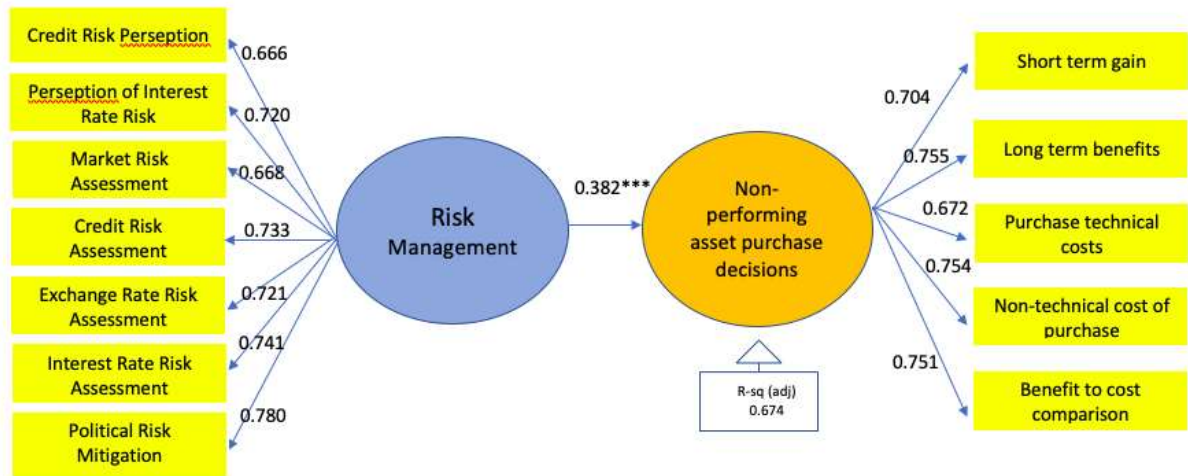 Credit Risk Perseption
0.666
Perseption of Interest
Rate Risk
0.720
Market Risk
Assessment
0.668
Credit Risk
Assessment
0.733
Exchange Rate Risk
Assessment
0.721
Interest Rate Risk
Assessment
0.741
Political Risk
Mitigation
0.780
Risk
Management
0.382***
Non-
performing
asset purchase
decisions
R-sq (adj)
0.674
Short term gain
0.704
Long term benefits
0.755
Purchase technical
costs
0.672
Non-technical cost of
purchase
0.754
Benefit to cost
comparison
0.751